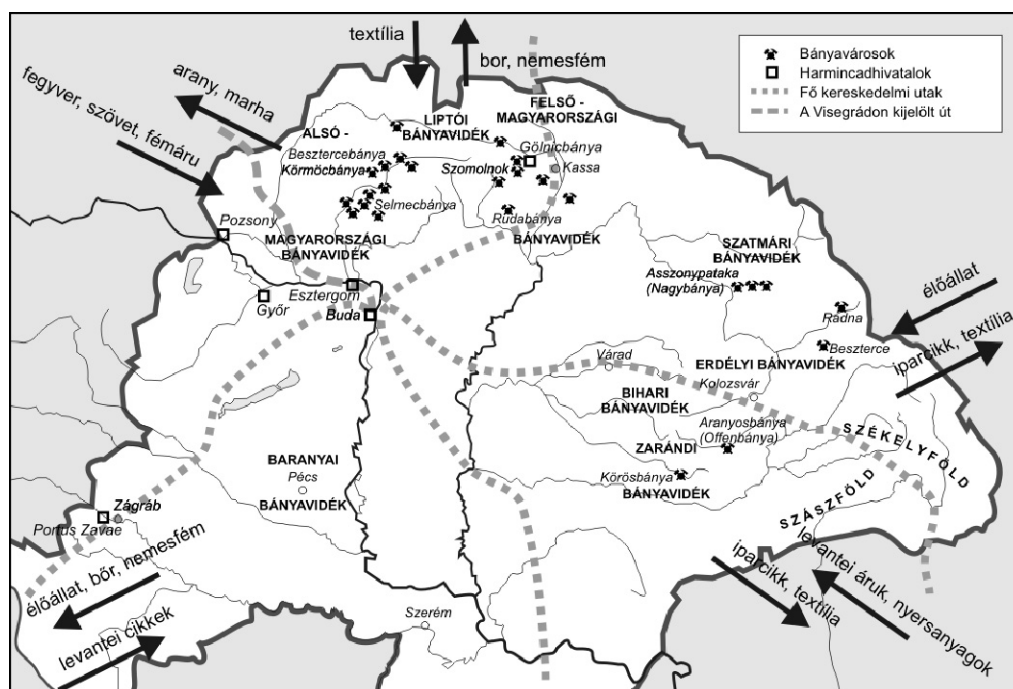 textília
bor, nemesfém
arany, marha
fegyver, szövet, fémáru
Bányavárosok
Harmincadhivatalok
Fő kereskedelmi utak
A Visegrádon kijelölt út
ALSÓ -
MAGYARORSZÁGI
BÁNYAVIDÉK
LIPTÓI
BÁNYAVIDÉK
FELSŐ -
MAGYARORSZÁGI
BÁNYAVIDÉK
Besztercebánya
Körmöcbánya
Selmecbánya
Gölnicbánya
Szomolnok
Kassa
Rudabánya
Pozsony
Esztergom
Győr
Buda
SZATMÁRI
BÁNYAVIDÉK
Asszonypataka
(Nagybánya)
Radna
Beszterce
élőállat
iparcikk, textília
ERDÉLYI BÁNYAVIDÉK
Várad
Kolozsvár
BIHARI
BÁNYAVIDÉK
Aranyosbánya
(Offenbánya)
ZARÁNDI
BÁNYAVIDÉK
Körösbánya
SZÉKELYFÖLD
SZÁSZFÖLD
BARANYAI
BÁNYAVIDÉK
Pécs
Zágráb
Portus Zavae
élőállat, bőr, nemesfém
levantei cikkek
Szerém
iparcikk, textília
levantei áruk, nyersanyagok